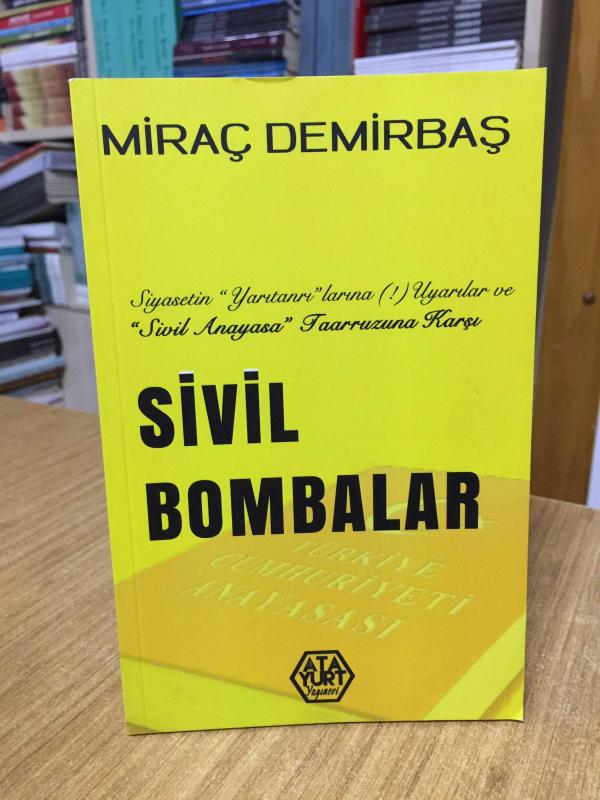 MİRAÇ DEMİRBAŞ
Siyasetin “Yarıtanrı”larına (!) Uyarılar ve
“Sivil Anayasa” Taarruzuna Karşı
SİVİL
BOMBALAR
TÜRKİYE
CUMHURİYETİ
ANAYASASI
ATA
YURT
Yayınevi